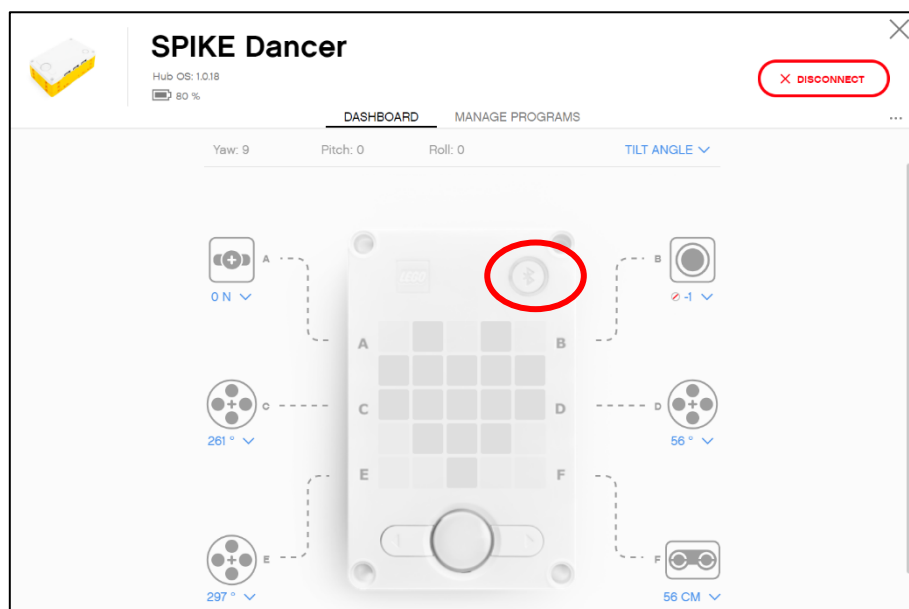 SPIKE Dancer
Hub OS: 1.0.18
80 %
DISCONNECT
DASHBOARD MANAGE PROGRAMS
...
Yaw: 9 Pitch: 0 Roll: 0 TILT ANGLE
A B
0 N -1
LEGO
A B
C C D D
261 ° 56 °
E F
E F
297 ° 56 CM